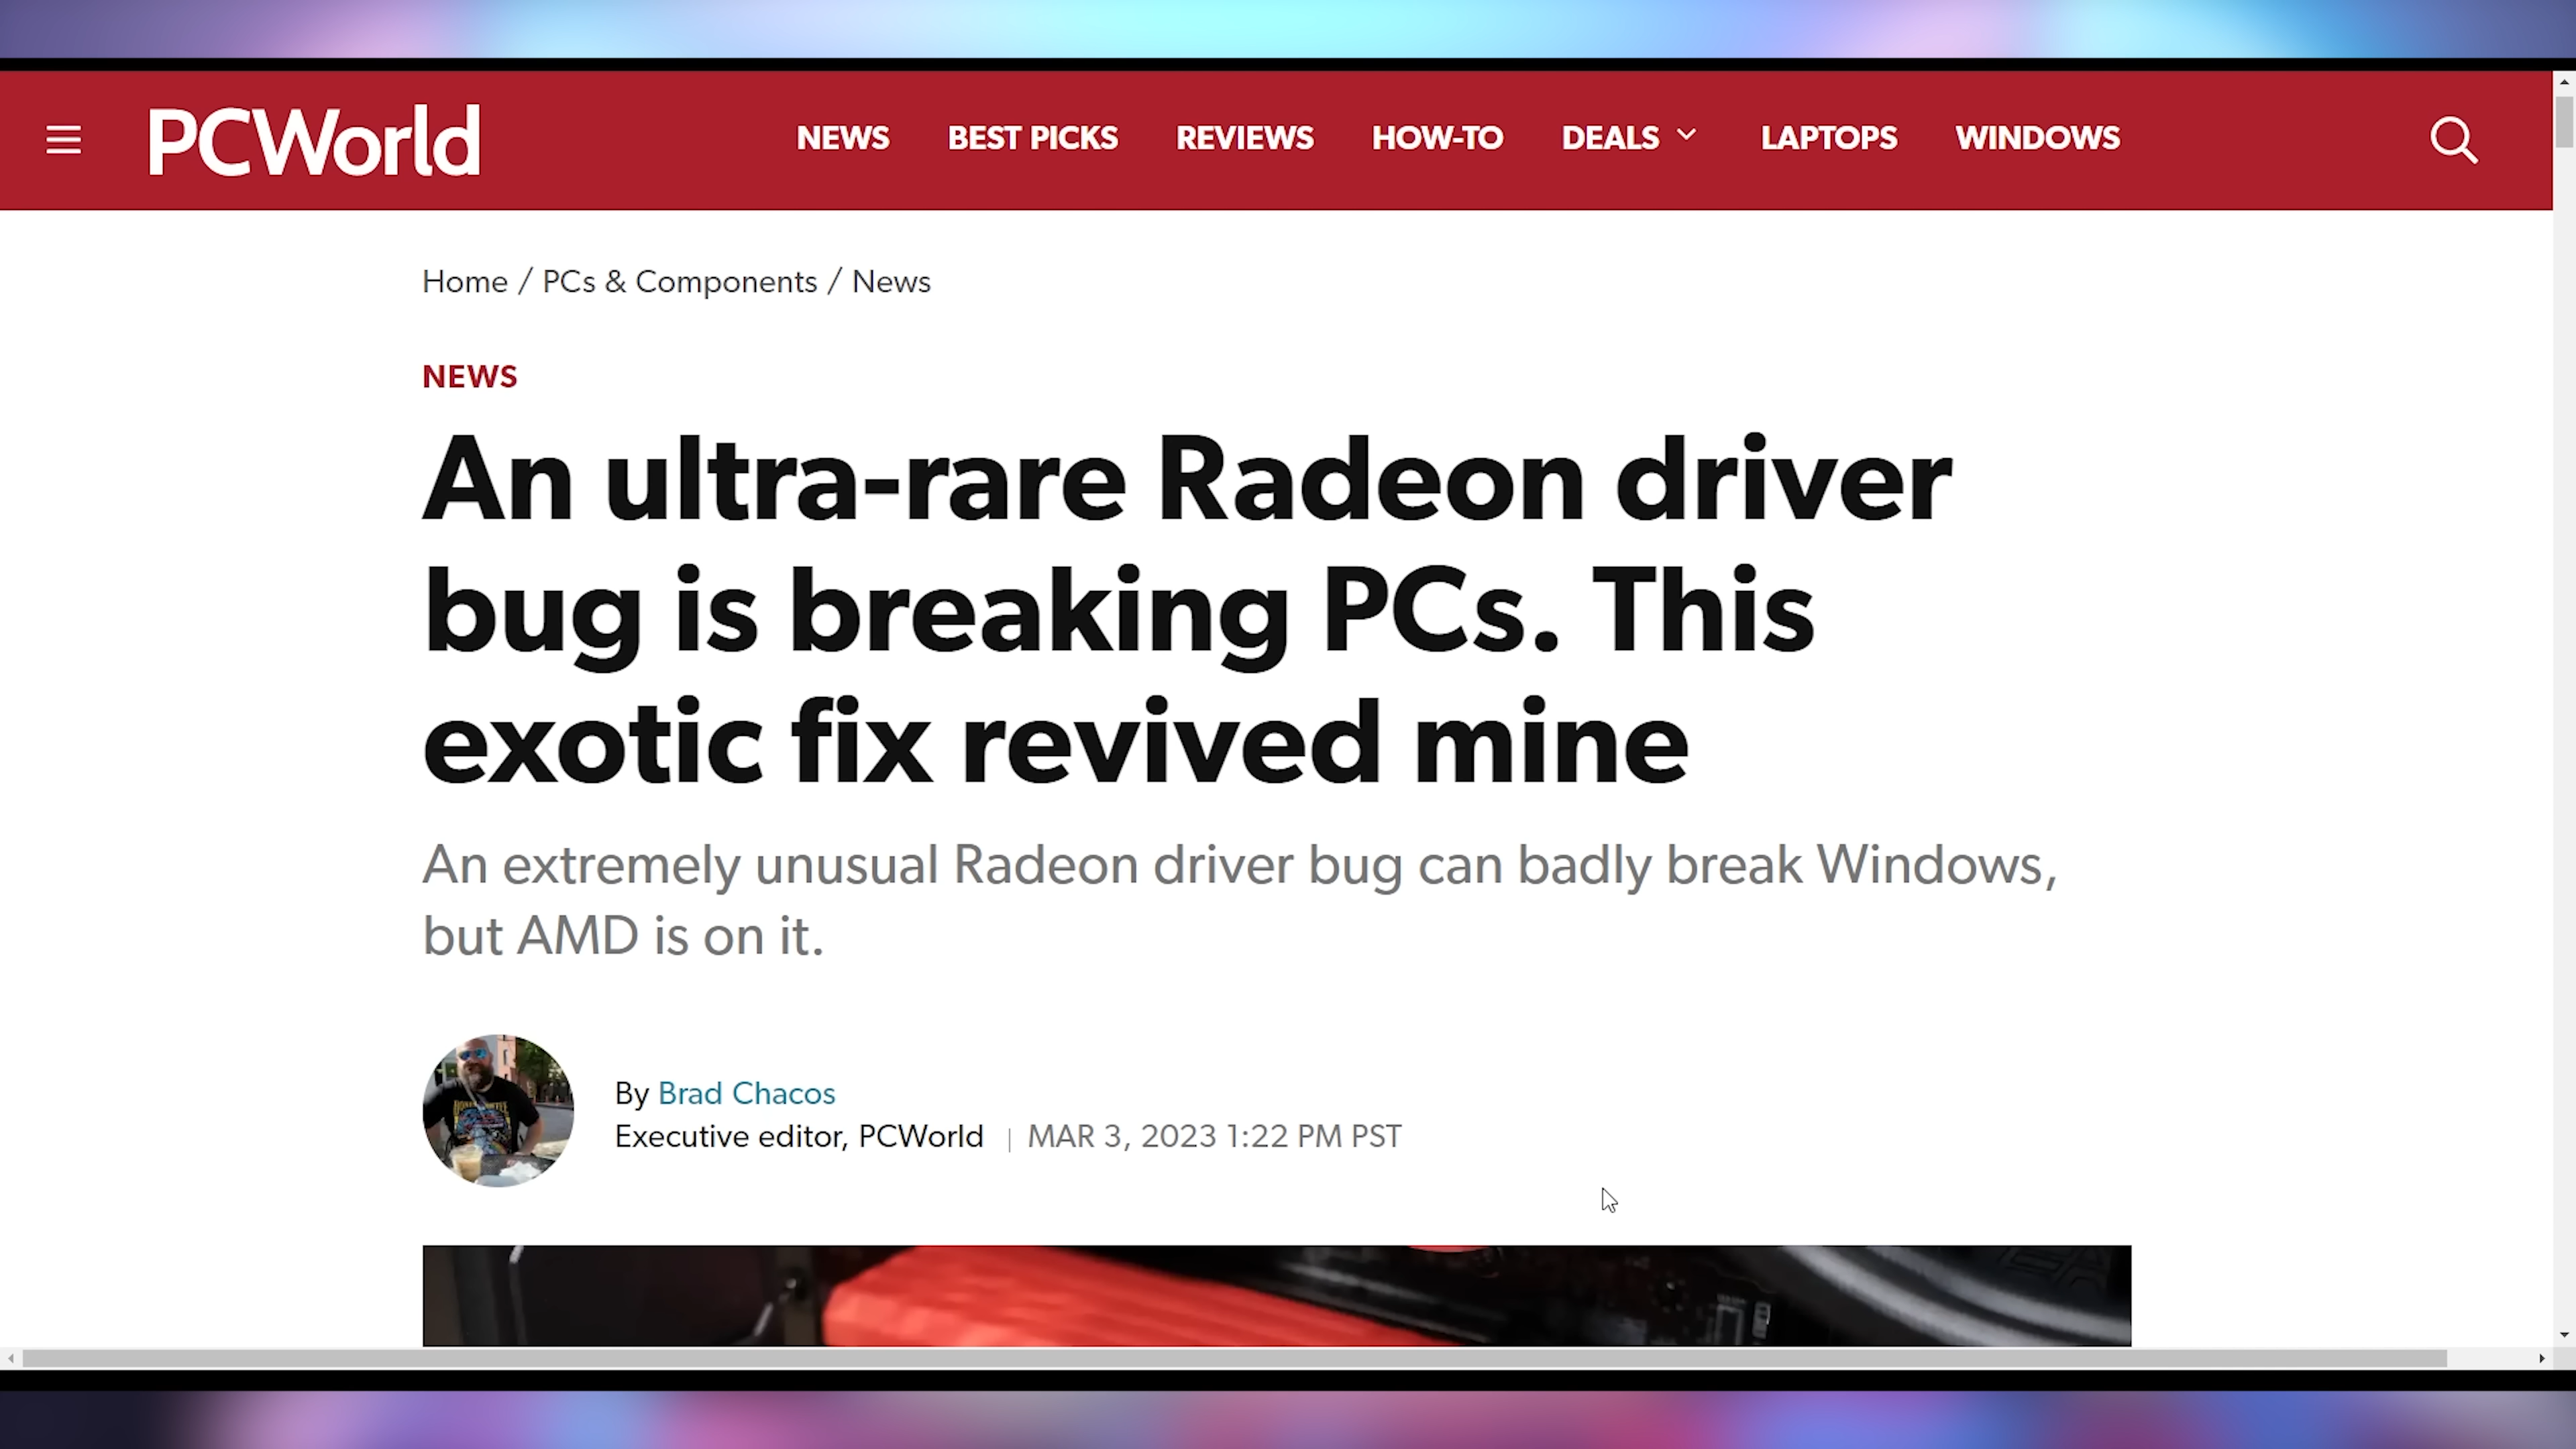 PCWorld
NEWS BEST PICKS REVIEWS HOW-TO DEALS LAPTOPS WINDOWS
Home / PCs & Components / News
NEWS
An ultra-rare Radeon driver
bug is breaking PCs. This
exotic fix revived mine
An extremely unusual Radeon driver bug can badly break Windows,
but AMD is on it.
By Brad Chacos
Executive editor, PCWorld | MAR 3, 2023 1:22 PM PST